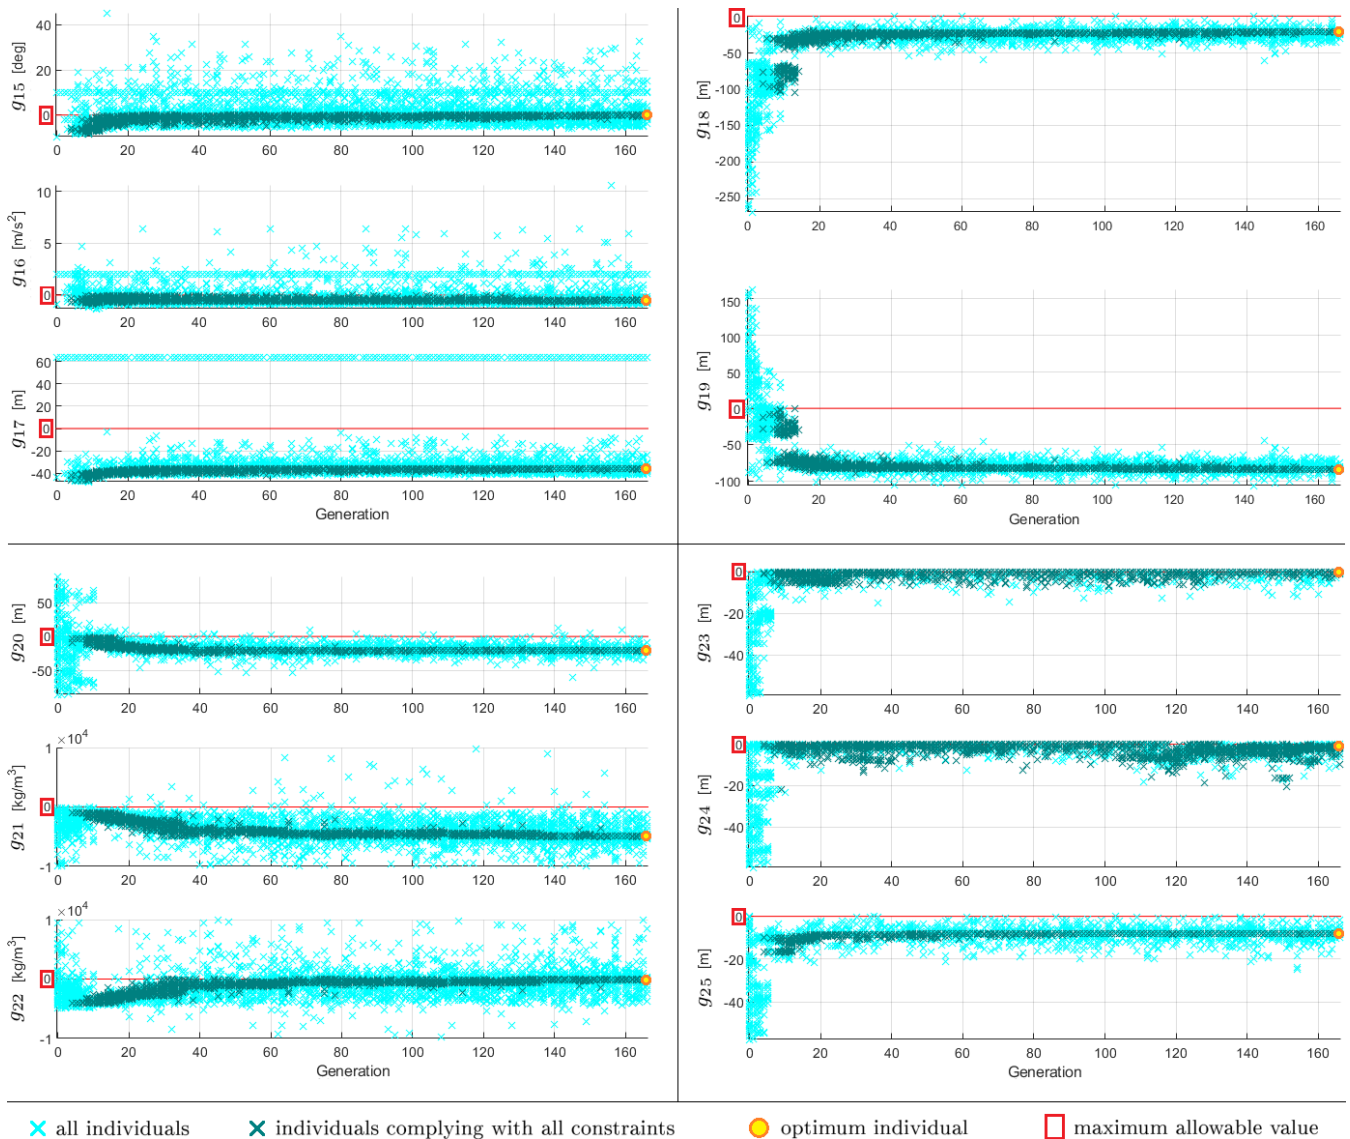 g15 [deg]
40
20
0
0 20 40 60 80 100 120 140 160
g16 [m/s²]
10
5
0
0 20 40 60 80 100 120 140 160
g17 [m]
60
40
20
0
-20
-40
0 20 40 60 80 100 120 140 160
Generation
g18 [m]
0
-50
-100
-150
-200
-250
0 20 40 60 80 100 120 140 160
g19 [m]
150
100
50
0
-50
-100
0 20 40 60 80 100 120 140 160
Generation
g20 [m]
50
0
-50
0 20 40 60 80 100 120 140 160
×10⁴
g21 [kg/m³]
1
0
-1
0 20 40 60 80 100 120 140 160
×10⁴
g22 [kg/m³]
1
0
-1
0 20 40 60 80 100 120 140 160
Generation
g23 [m]
0
-20
-40
0 20 40 60 80 100 120 140 160
g24 [m]
0
-20
-40
0 20 40 60 80 100 120 140 160
g25 [m]
0
-20
-40
0 20 40 60 80 100 120 140 160
Generation
all individuals individuals complying with all constraints optimum individual maximum allowable value